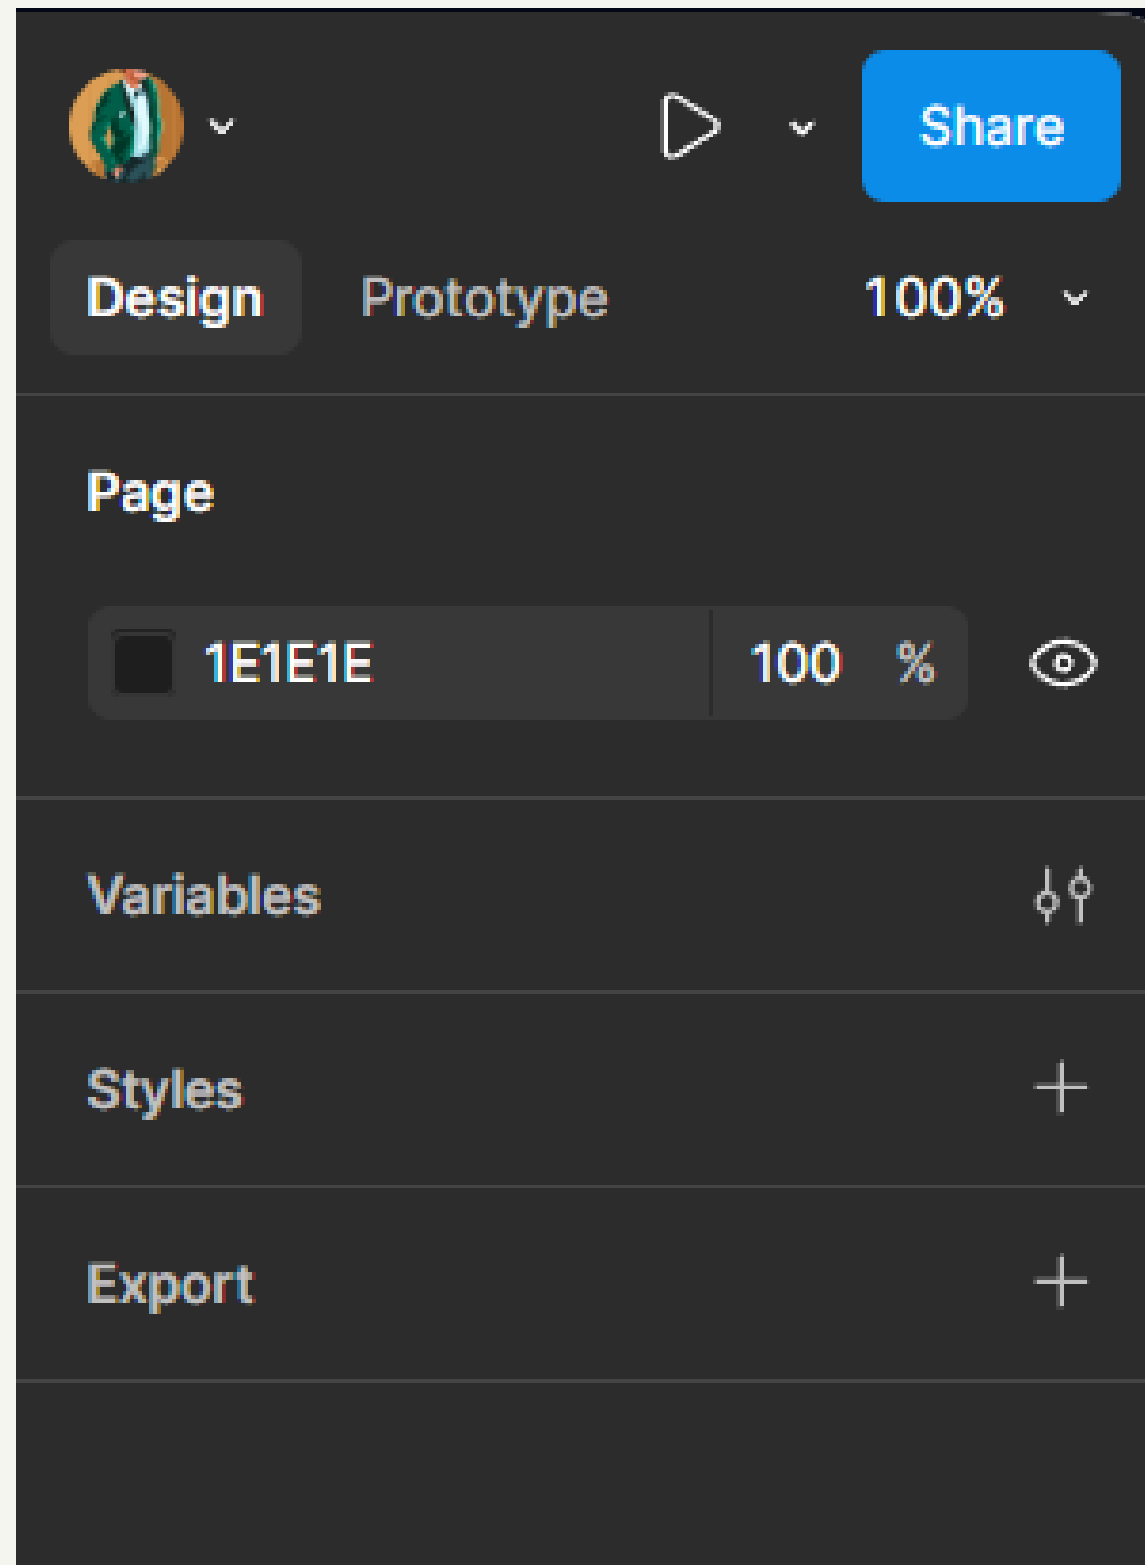 Share
Design Prototype 100%
Page
1E1E1E 100 %
Variables
Styles
Export